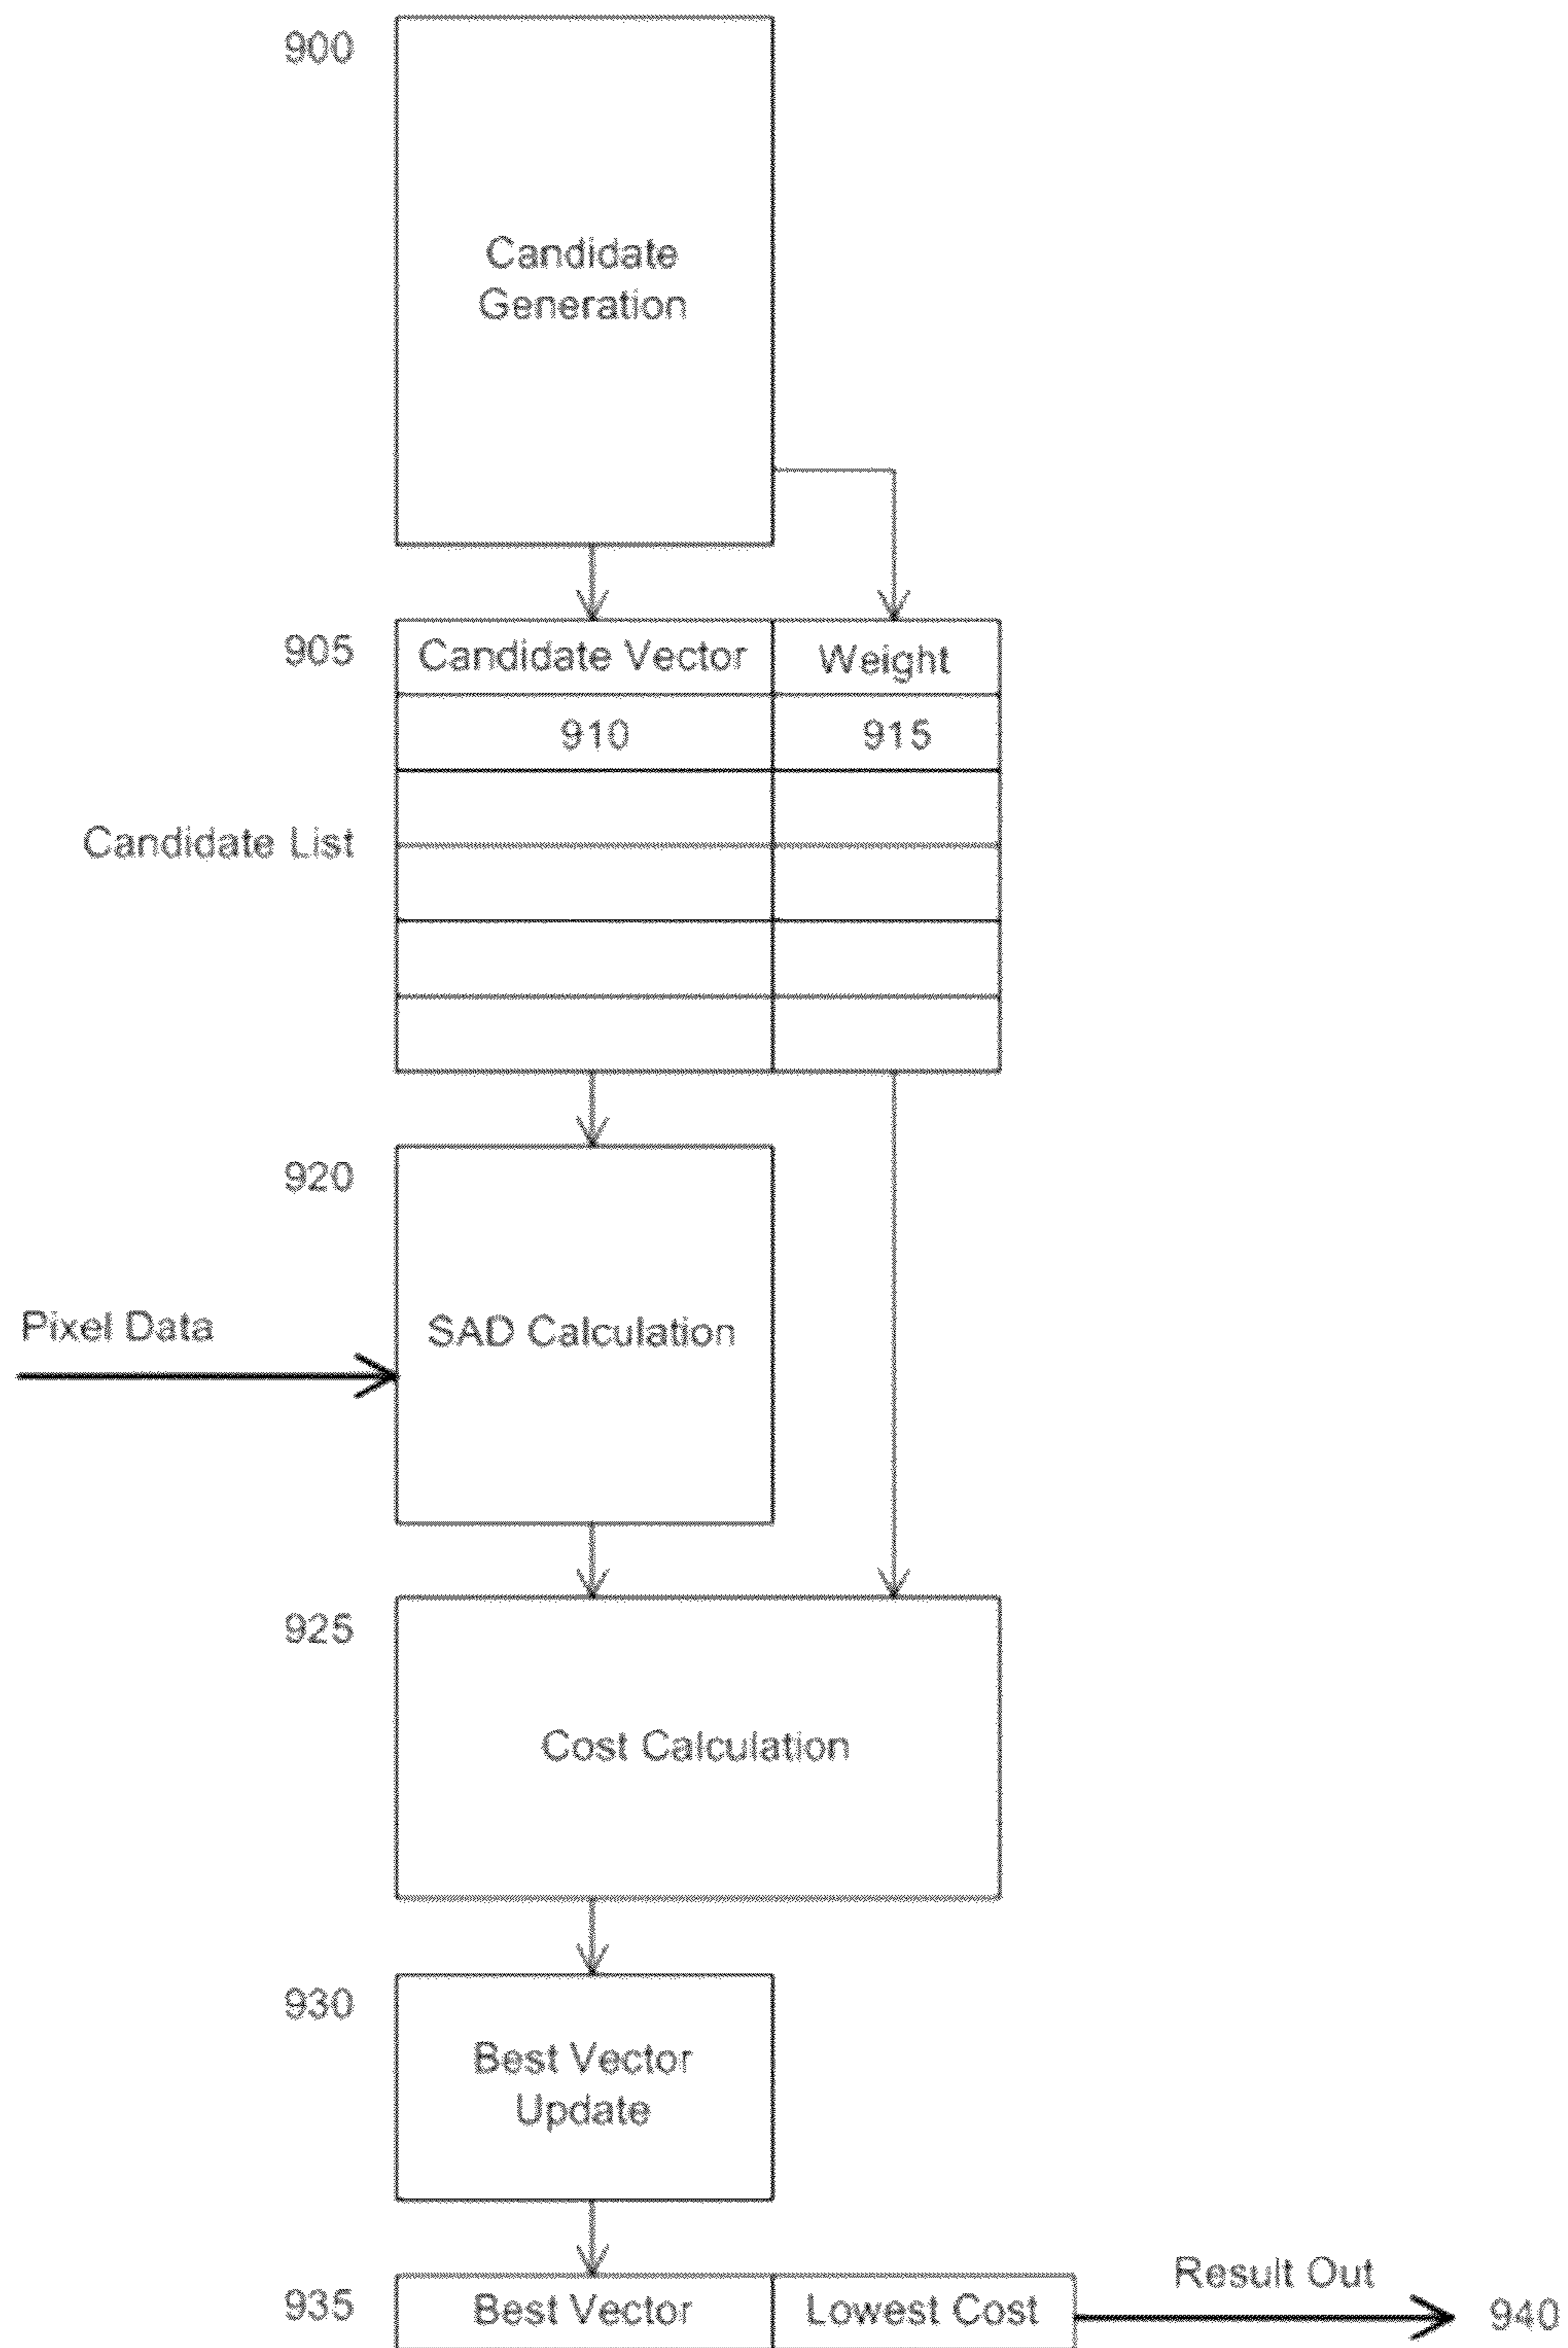 900
Candidate
Generation
905
Candidate Vector
Weight
910
915
Candidate List
920
Pixel Data
SAD Calculation
925
Cost Calculation
930
Best Vector
Update
935
Best Vector
Lowest Cost
Result Out
940